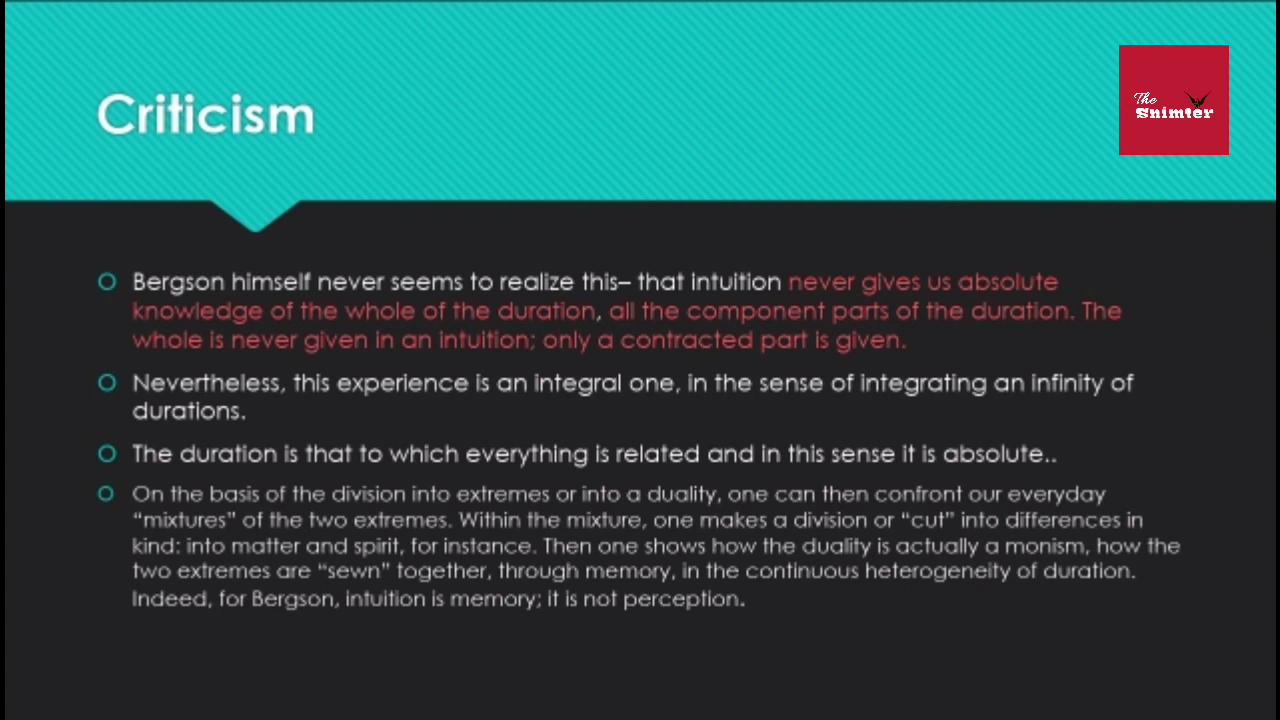 Criticism
The
Snimter
Bergson himself never seems to realize this– that intuition never gives us absolute
knowledge of the whole of the duration, all the component parts of the duration. The
whole is never given in an intuition; only a contracted part is given.
Nevertheless, this experience is an integral one, in the sense of integrating an infinity of
durations.
The duration is that to which everything is related and in this sense it is absolute..
On the basis of the division into extremes or into a duality, one can then confront our everyday
“mixtures” of the two extremes. Within the mixture, one makes a division or “cut” into differences in
kind: into matter and spirit, for instance. Then one shows how the duality is actually a monism, how the
two extremes are “sewn” together, through memory, in the continuous heterogeneity of duration.
Indeed, for Bergson, intuition is memory; it is not perception.